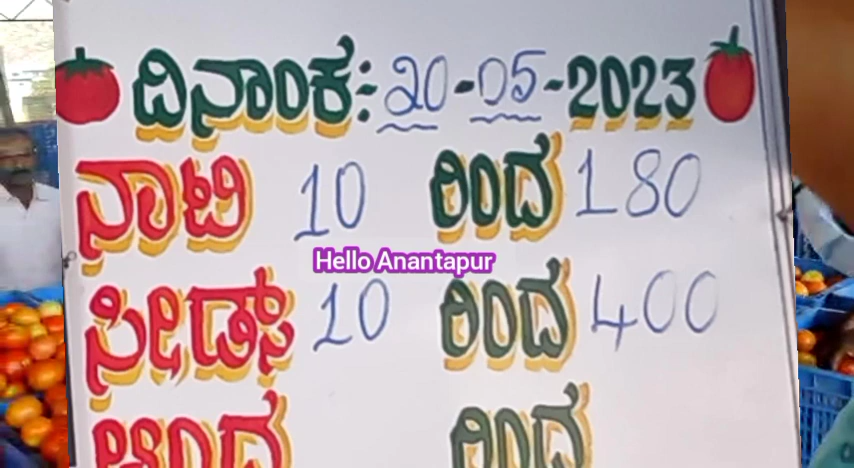 ದಿನಾಂಕ:20-05-2023
ನಾಟಿ 10 ರಿಂದ 180
Hello Anantapur
ಸೀಡ್ಸ್ 10 ರಿಂದ 400
ಆಂಧ್ರ ರಿಂದ